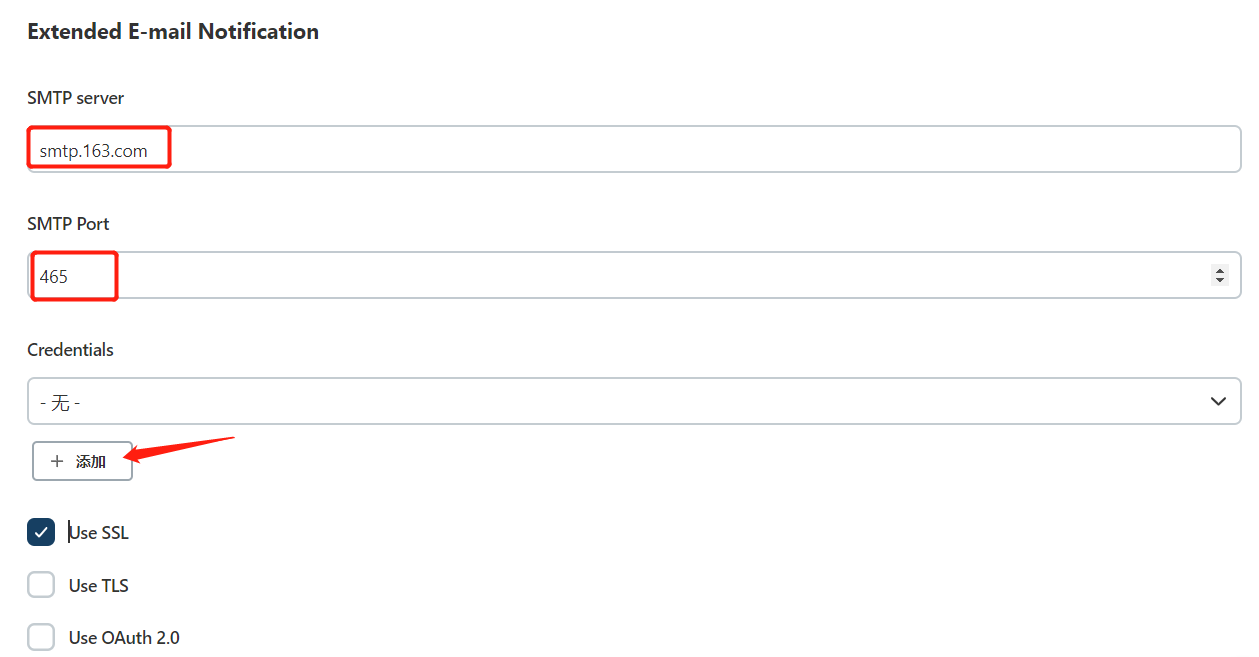 Extended E-mail Notification
SMTP server
smtp.163.com
SMTP Port
465
Credentials
- 无 -
+ 添加
Use SSL
Use TLS
Use OAuth 2.0